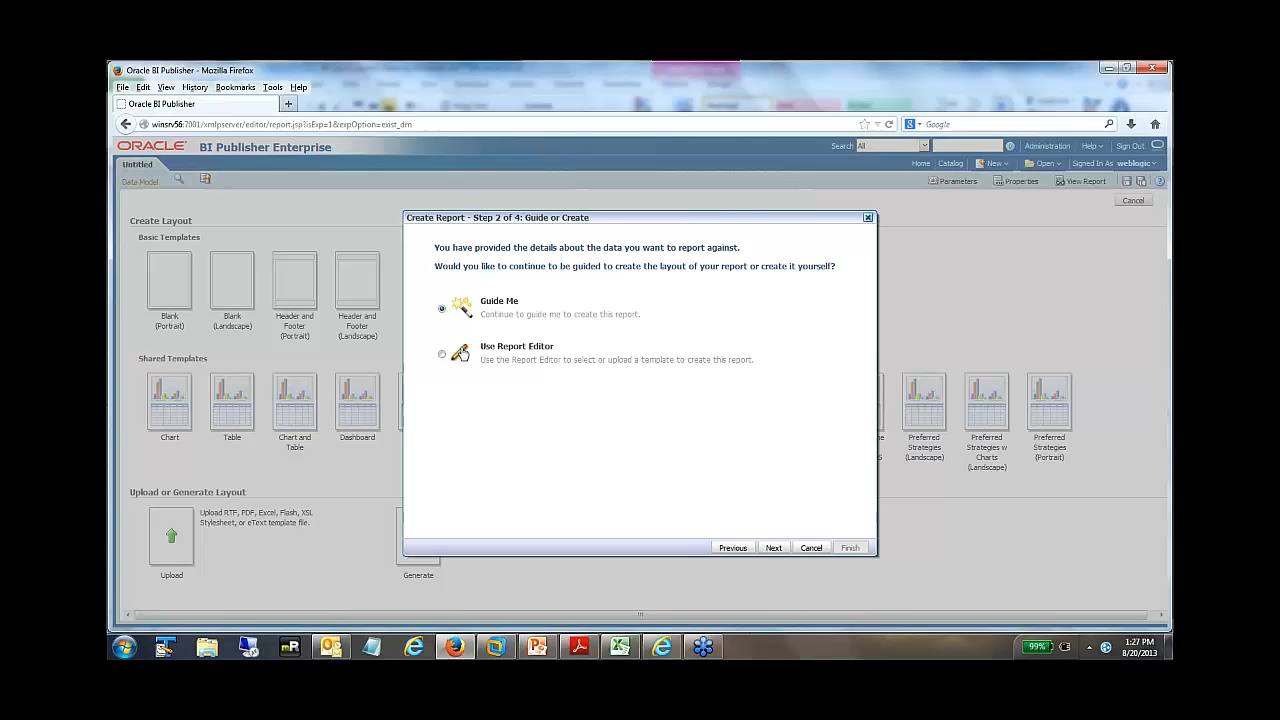 Oracle BI Publisher - Mozilla Firefox
File Edit View History Bookmarks Tools Help
Oracle BI Publisher
winsrv56:7001/xmlpserver/editor/report.jsp?isExp=1&expOption=exist_dm
Google
ORACLE BI Publisher Enterprise
Search All
Administration Help Sign Out
Untitled
Home Catalog New Open Signed In As weblogic
Data Model
Parameters Properties View Report
Cancel
Create Layout
Basic Templates
Blank (Portrait)
Blank (Landscape)
Header and Footer (Portrait)
Header and Footer (Landscape)
Shared Templates
Chart
Table
Chart and Table
Dashboard
Preferred Strategies (Landscape)
Preferred Strategies w Charts (Landscape)
Preferred Strategies (Portrait)
Upload or Generate Layout
Upload RTF, PDF, Excel, Flash, XSL
Stylesheet, or eText template file.
Upload
Generate
Create Report - Step 2 of 4: Guide or Create
You have provided the details about the data you want to report against.
Would you like to continue to be guided to create the layout of your report or create it yourself?
Guide Me
Continue to guide me to create this report.
Use Report Editor
Use the Report Editor to select or upload a template to create this report.
Previous Next Cancel Finish
99%
1:27 PM
8/20/2013